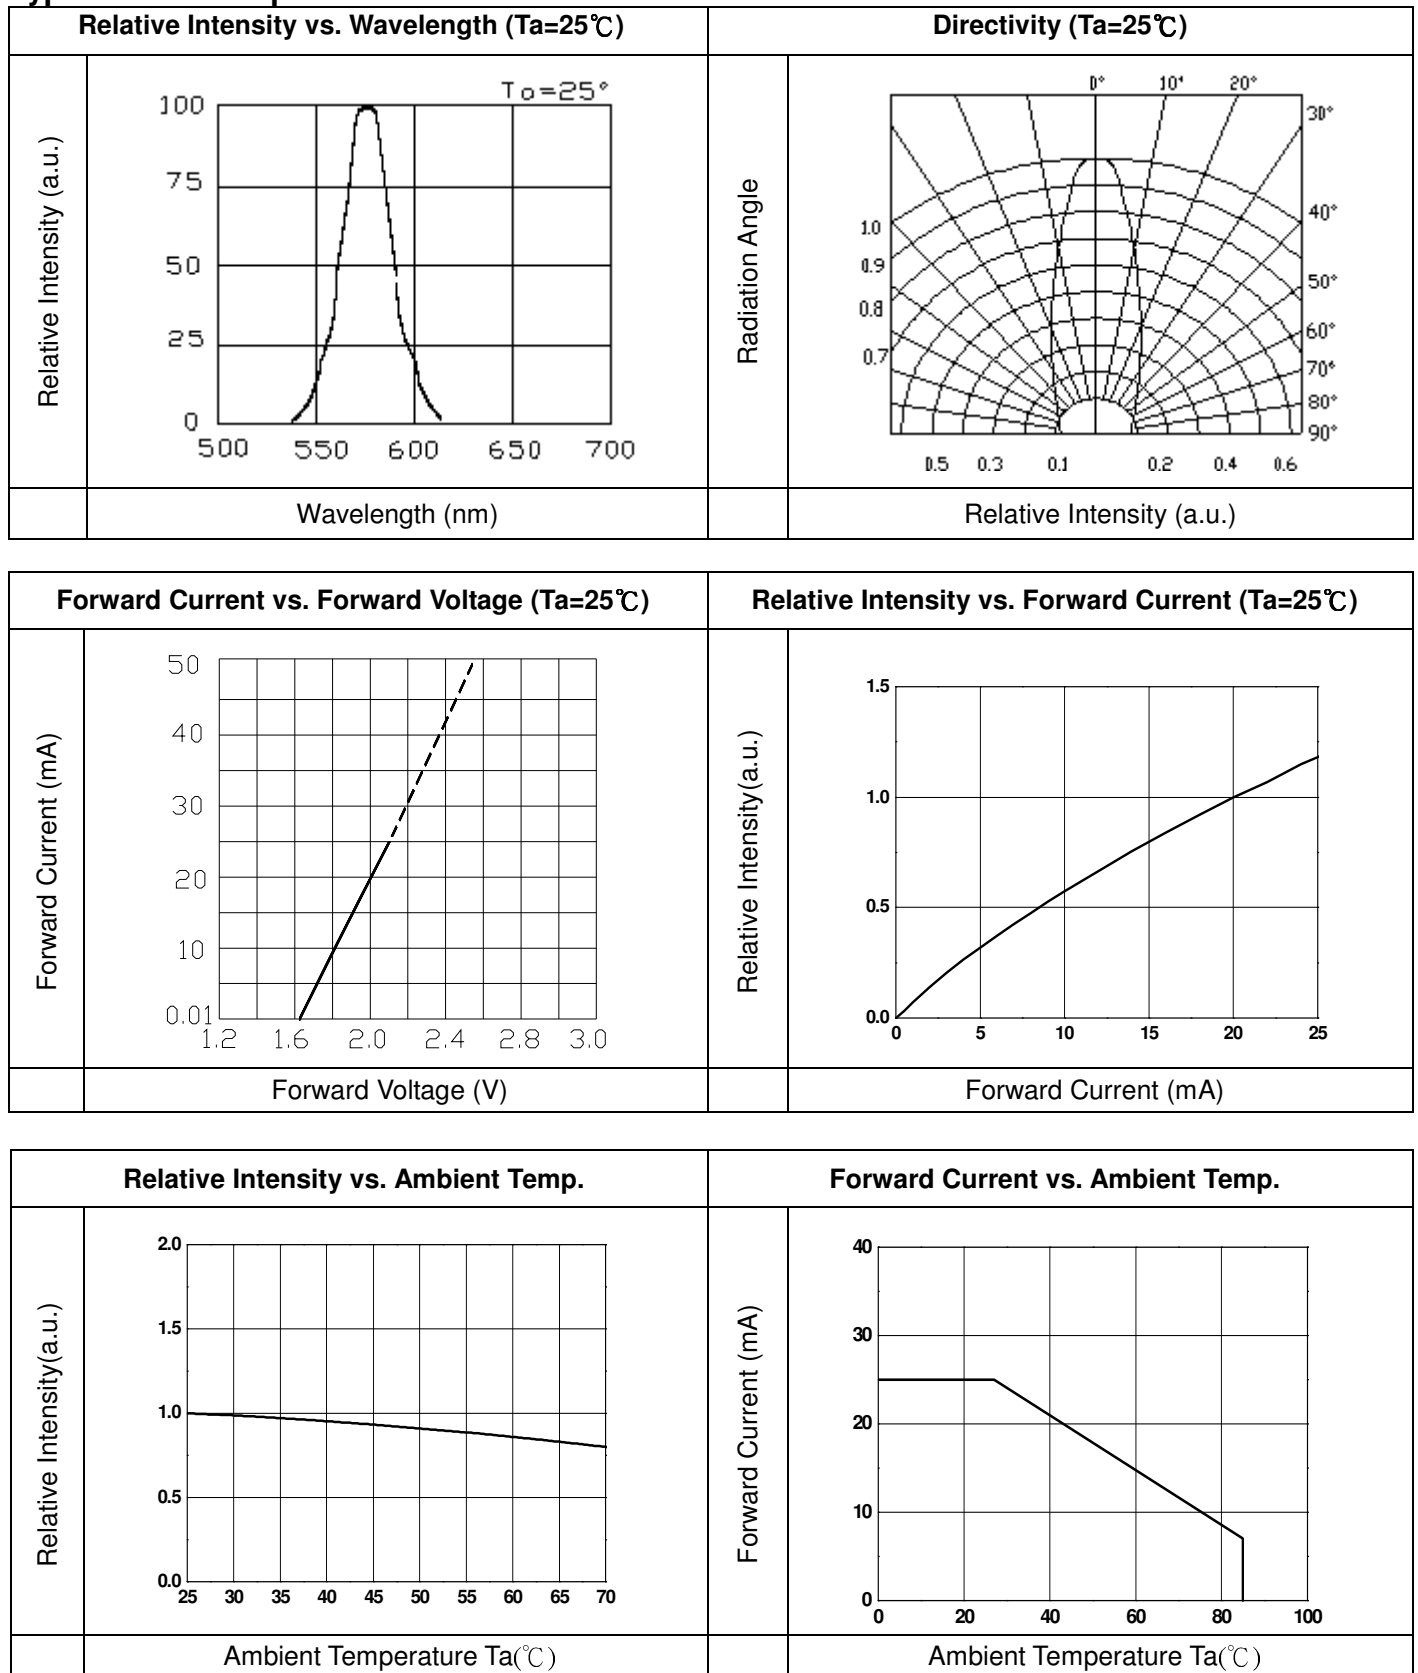 Relative Intensity vs. Wavelength (Ta=25℃)
Directivity (Ta=25℃)
Relative Intensity (a.u.)
Ta=25°
100
75
50
25
0
500 550 600 650 700
Wavelength (nm)
Radiation Angle
0° 10° 20°
30°
40°
50°
60°
70°
80°
90°
1.0
0.9
0.8
0.7
0.5 0.3 0.1 0.2 0.4 0.6
Relative Intensity (a.u.)
Forward Current vs. Forward Voltage (Ta=25℃)
Relative Intensity vs. Forward Current (Ta=25℃)
Forward Current (mA)
50
40
30
20
10
0.01
1.2 1.6 2.0 2.4 2.8 3.0
Forward Voltage (V)
Relative Intensity(a.u.)
1.5
1.0
0.5
0.0
0 5 10 15 20 25
Forward Current (mA)
Relative Intensity vs. Ambient Temp.
Forward Current vs. Ambient Temp.
Relative Intensity(a.u.)
2.0
1.5
1.0
0.5
0.0
25 30 35 40 45 50 55 60 65 70
Ambient Temperature Ta(℃)
Forward Current (mA)
40
30
20
10
0
0 20 40 60 80 100
Ambient Temperature Ta(℃)